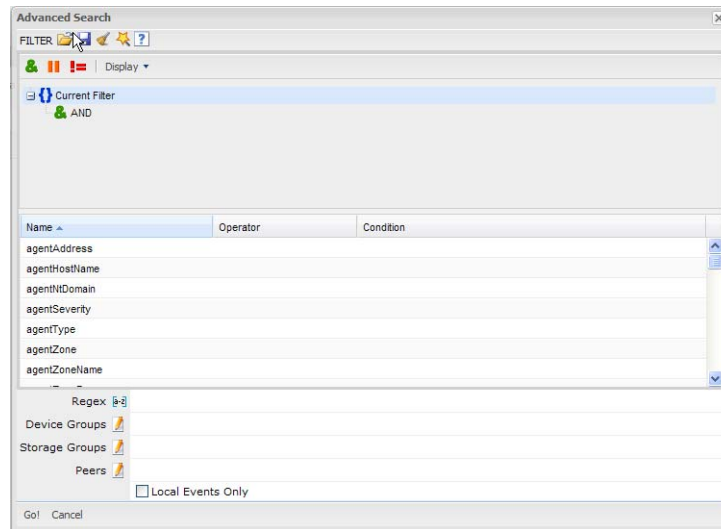 Advanced Search
FILTER
Display
Current Filter
AND
Name Operator Condition
agentAddress
agentHostName
agentNtDomain
agentSeverity
agentType
agentZone
agentZoneName
Regex
Device Groups
Storage Groups
Peers
Local Events Only
Go! Cancel